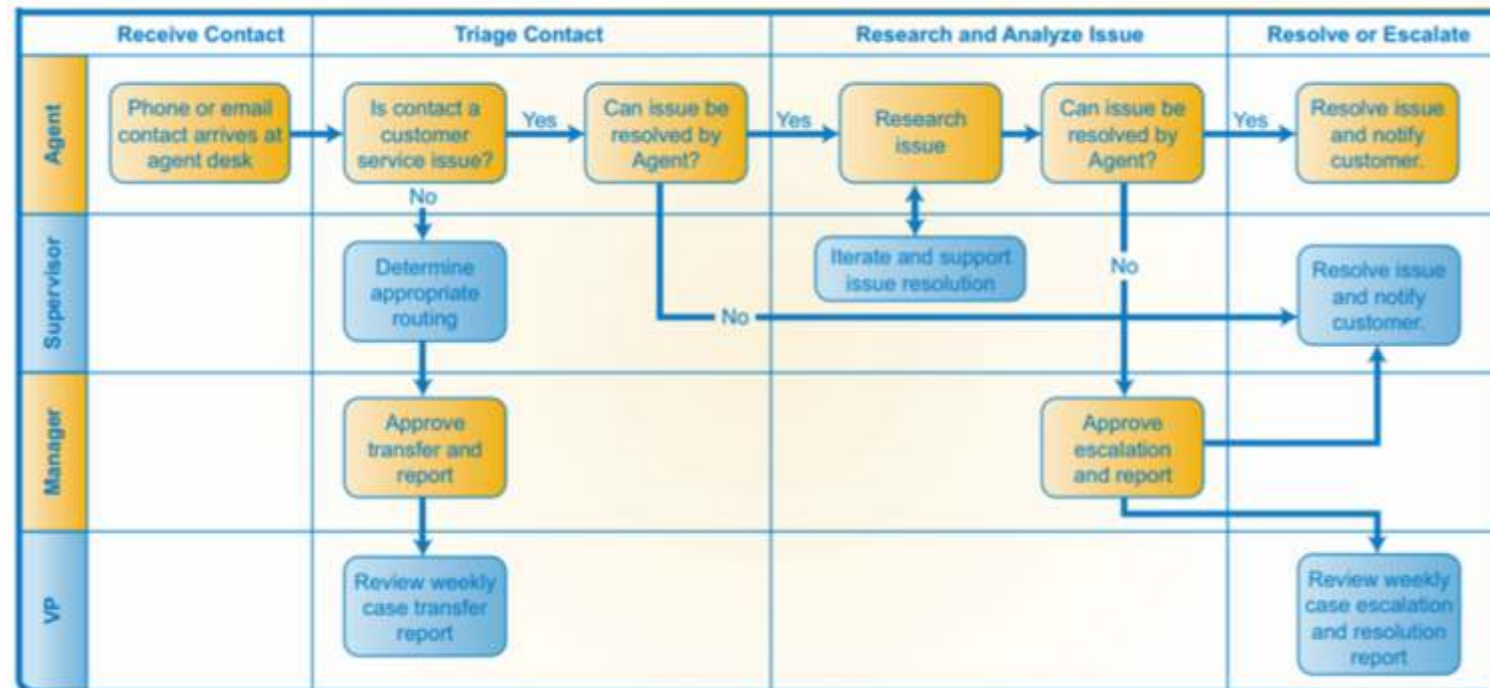 Receive Contact
Triage Contact
Research and Analyze Issue
Resolve or Escalate
Agent
Phone or email
contact arrives at
agent desk
Is contact a
customer
service issue?
Yes
Can issue be
resolved by
Agent?
Yes
Research
issue
Can issue be
resolved by
Agent?
Yes
Resolve issue
and notify
customer.
No
Supervisor
Determine
appropriate
routing
Iterate and support
issue resolution
No
No
Resolve issue
and notify
customer.
Manager
Approve
transfer and
report
Approve
escalation
and report
VP
Review weekly
case transfer
report
Review weekly
case escalation
and resolution
report